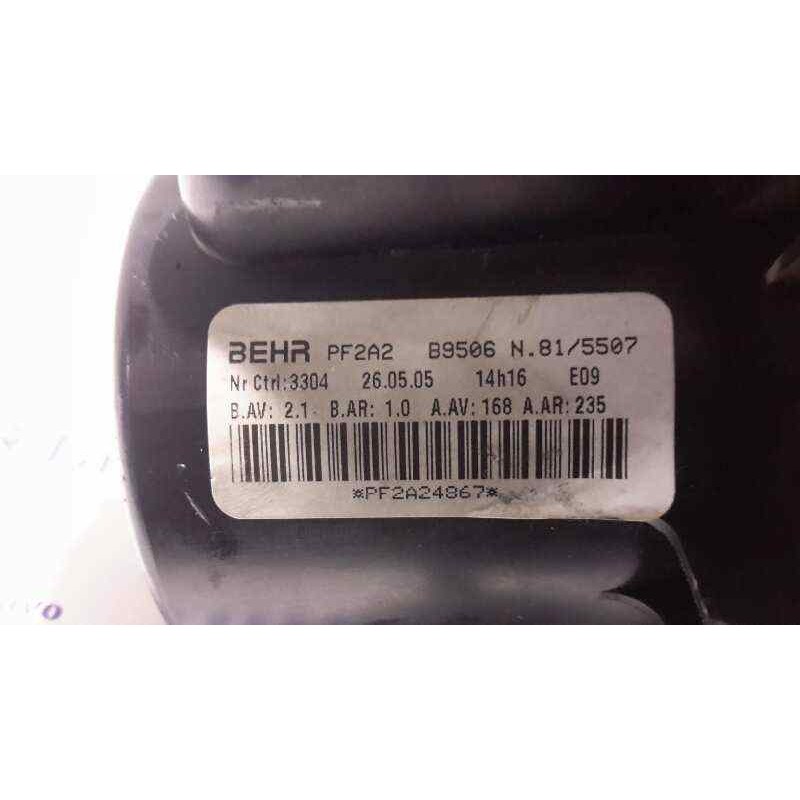 BEHR PF2A2 B9506 N.81/5507
Nr Ctrl:3304 26.05.05 14h16 E09
B.AV: 2.1 B.AR: 1.0 A.AV:168 A.AR:235
*PF2A24867*